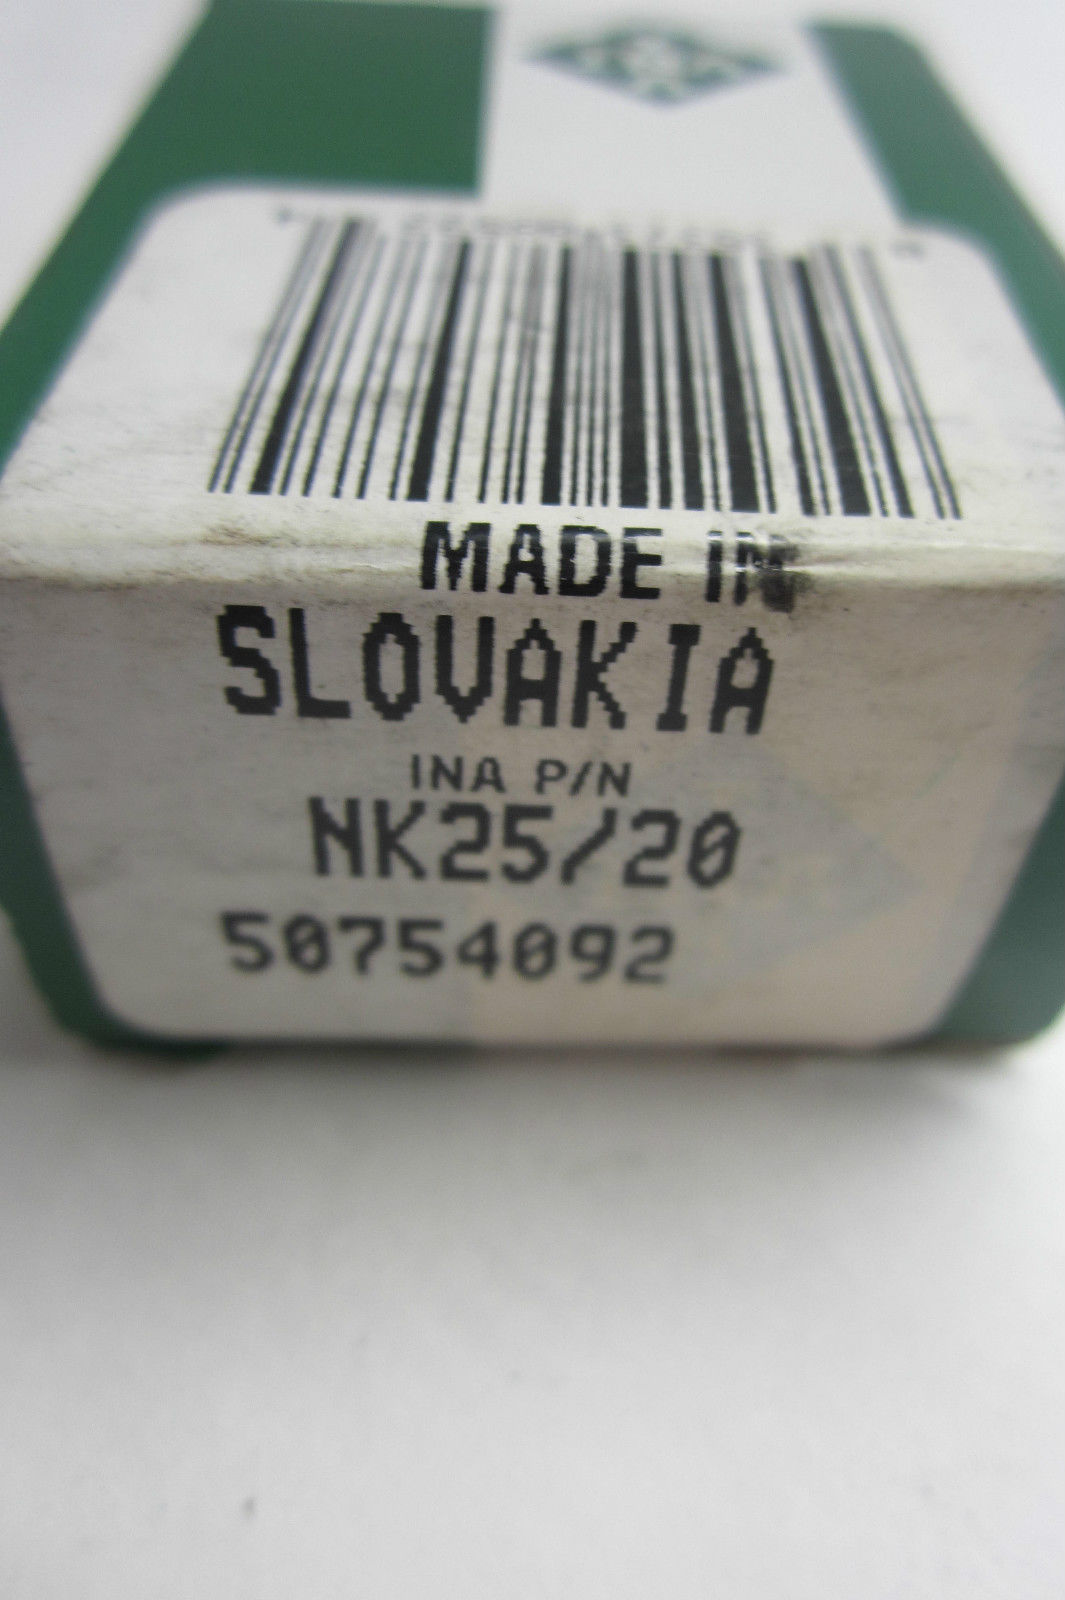 MADE IN
SLOVAKIA
INA P/N
NK25/20
50754092